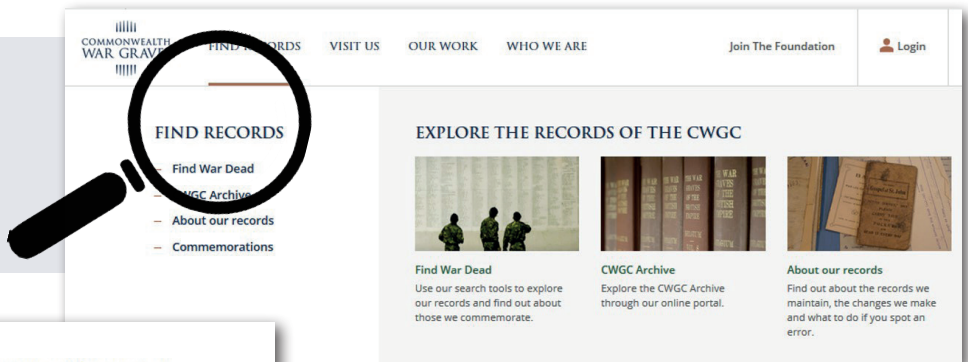 COMMONWEALTH
WAR GRAVES
FIND RECORDS
VISIT US
OUR WORK
WHO WE ARE
Join The Foundation
Login
FIND RECORDS
– Find War Dead
– CWGC Archive
– About our records
– Commemorations
EXPLORE THE RECORDS OF THE CWGC
Find War Dead
Use our search tools to explore
our records and find out about
those we commemorate.
CWGC Archive
Explore the CWGC Archive
through our online portal.
About our records
Find out about the records we
maintain, the changes we make
and what to do if you spot an
error.